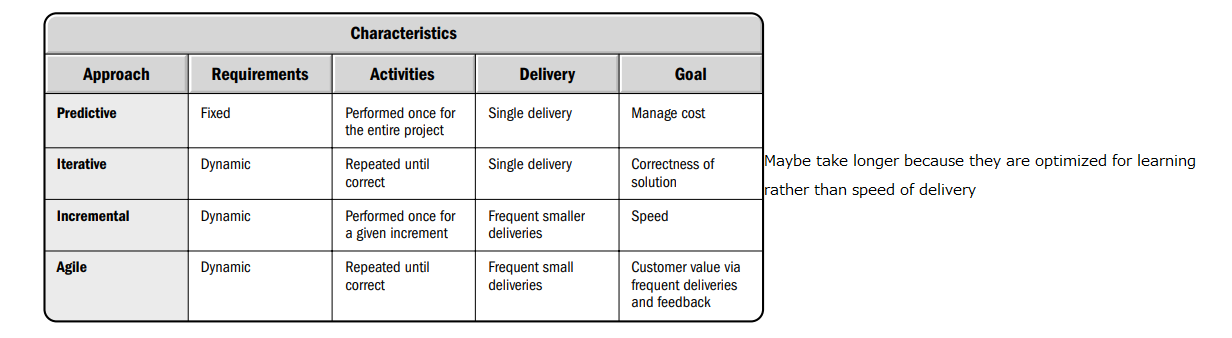 Characteristics
Approach Requirements Activities Delivery Goal
Predictive Fixed Performed once for the entire project Single delivery Manage cost
Iterative Dynamic Repeated until correct Single delivery Correctness of solution
Maybe take longer because they are optimized for learning
rather than speed of delivery
Incremental Dynamic Performed once for a given increment Frequent smaller deliveries Speed
Agile Dynamic Repeated until correct Frequent small deliveries Customer value via frequent deliveries and feedback